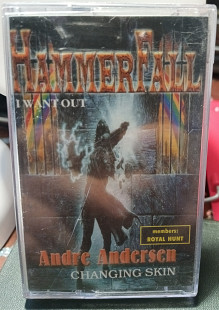 HAMMERFALL
I WANT OUT
members:
ROYAL HUNT
Andre Andersen
CHANGING SKIN